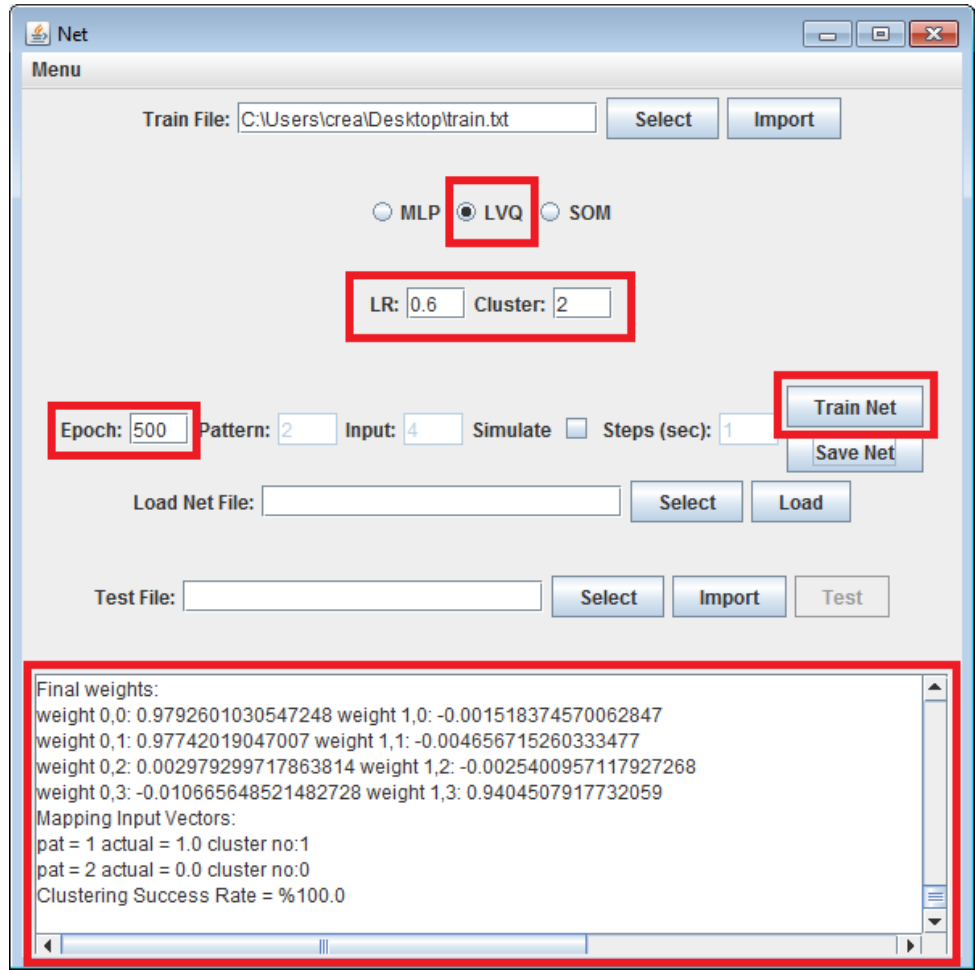 Net
Menu
Train File: C:\Users\crea\Desktop\train.txt Select Import
MLP LVQ SOM
LR: 0.6 Cluster: 2
Train Net
Epoch: 500 Pattern: 2 Input: 4 Simulate Steps (sec): 1
Save Net
Load Net File: Select Load
Test File: Select Import Test
Final weights:
weight 0,0: 0.9792601030547248 weight 1,0: -0.001518374570062847
weight 0,1: 0.97742019047007 weight 1,1: -0.004656715260333477
weight 0,2: 0.002979299717863814 weight 1,2: -0.0025400957117927268
weight 0,3: -0.010665648521482728 weight 1,3: 0.9404507917732059
Mapping Input Vectors:
pat = 1 actual = 1.0 cluster no:1
pat = 2 actual = 0.0 cluster no:0
Clustering Success Rate = %100.0